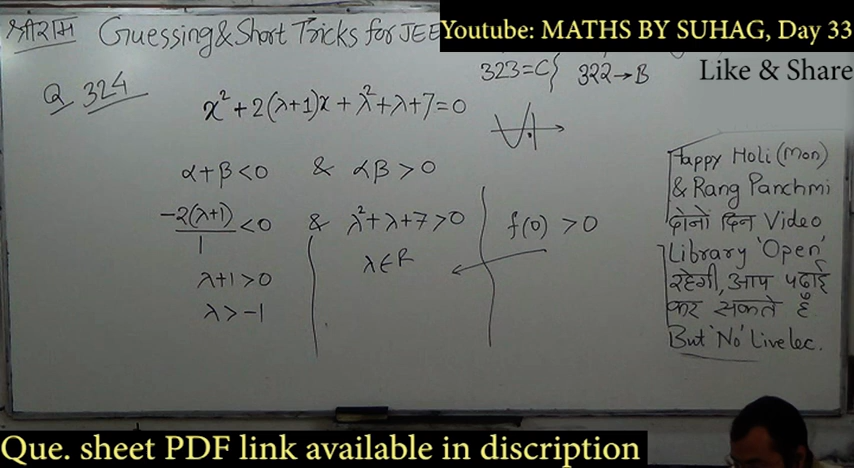 श्रीराम Guessing & Short Tricks for JEE
Youtube: MATHS BY SUHAG, Day 33
323=C} 322→B
Like & Share
Q 324
x²+2(λ+1)x+λ²+λ+7=0
α+β<0 & αβ>0
-2(λ+1)/1 <0 & λ²+λ+7>0 f(0) >0
λ+1>0
λ∈R
λ>-1
Happy Holi (Mon)
& Rang Panchmi
दोनों दिन Video
Library 'Open'
रहेगी, आप पढाई
कर सकते हैं
But 'No' Live lec.
Que. sheet PDF link available in discription